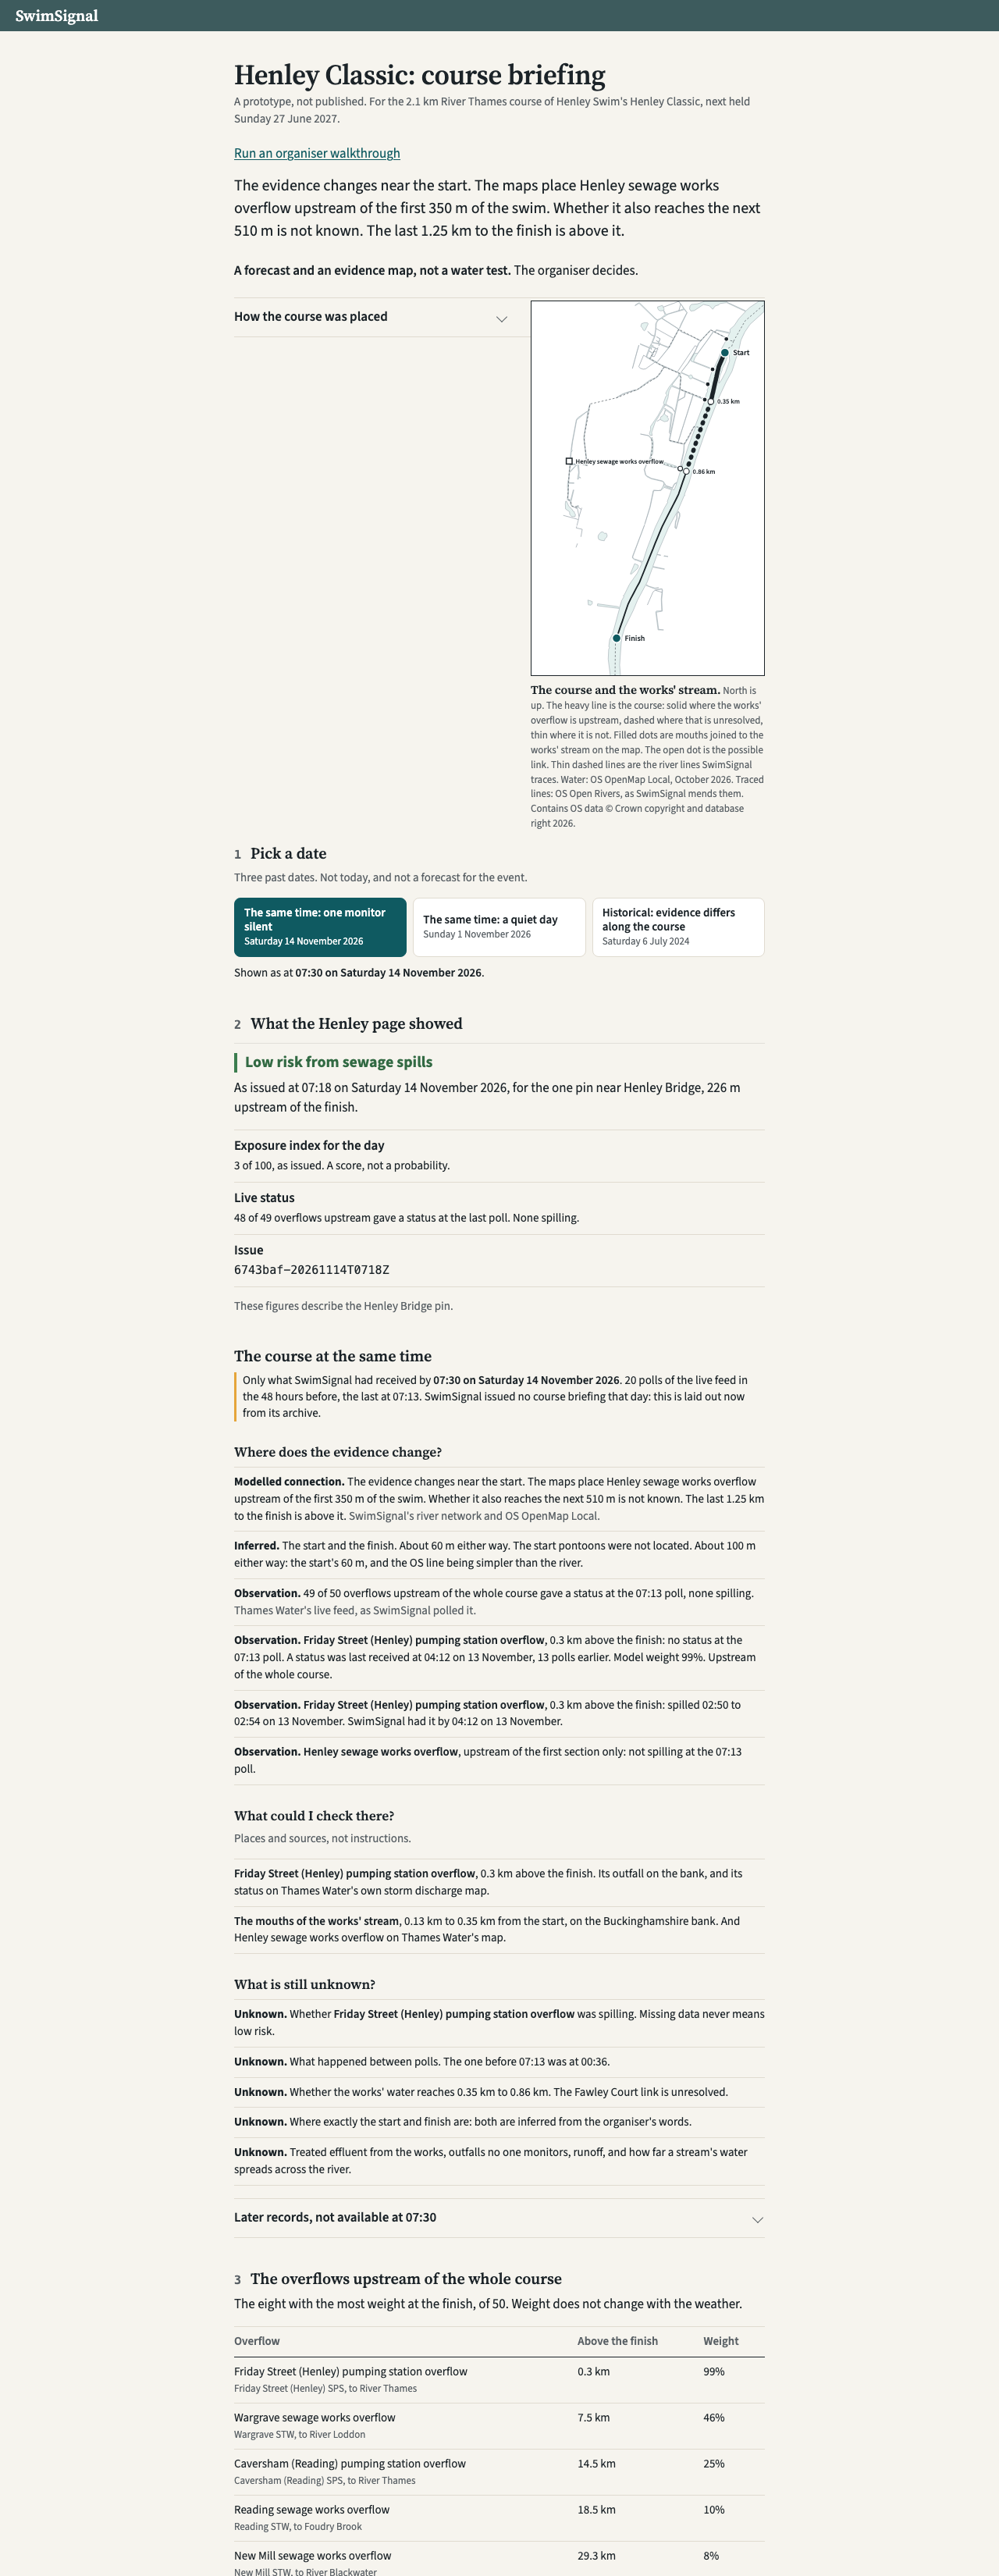 SwimSignal
Henley Classic: course briefing
A prototype, not published. For the 2.1 km River Thames course of Henley Swim's Henley Classic, next held
Sunday 27 June 2027.
Run an organiser walkthrough
The evidence changes near the start. The maps place Henley sewage works
overflow upstream of the first 350 m of the swim. Whether it also reaches the next
510 m is not known. The last 1.25 km to the finish is above it.
A forecast and an evidence map, not a water test. The organiser decides.
How the course was placed
Start
0.35 km
Henley sewage works overflow
0.86 km
Finish
The course and the works' stream. North is
up. The heavy line is the course: solid where the works'
overflow is upstream, dashed where that is unresolved,
thin where it is not. Filled dots are mouths joined to the
works' stream on the map. The open dot is the possible
link. Thin dashed lines are the river lines SwimSignal
traces. Water: OS OpenMap Local, October 2026. Traced
lines: OS Open Rivers, as SwimSignal mends them.
Contains OS data © Crown copyright and database
right 2026.
1 Pick a date
Three past dates. Not today, and not a forecast for the event.
The same time: one monitor
silent
Saturday 14 November 2026
The same time: a quiet day
Sunday 1 November 2026
Historical: evidence differs
along the course
Saturday 6 July 2024
Shown as at 07:30 on Saturday 14 November 2026.
2 What the Henley page showed
Low risk from sewage spills
As issued at 07:18 on Saturday 14 November 2026, for the one pin near Henley Bridge, 226 m
upstream of the finish.
Exposure index for the day
3 of 100, as issued. A score, not a probability.
Live status
48 of 49 overflows upstream gave a status at the last poll. None spilling.
Issue
6743baf–20261114T0718Z
These figures describe the Henley Bridge pin.
The course at the same time
Only what SwimSignal had received by 07:30 on Saturday 14 November 2026. 20 polls of the live feed in
the 48 hours before, the last at 07:13. SwimSignal issued no course briefing that day: this is laid out now
from its archive.
Where does the evidence change?
Modelled connection. The evidence changes near the start. The maps place Henley sewage works overflow
upstream of the first 350 m of the swim. Whether it also reaches the next 510 m is not known. The last 1.25 km
to the finish is above it. SwimSignal's river network and OS OpenMap Local.
Inferred. The start and the finish. About 60 m either way. The start pontoons were not located. About 100 m
either way: the start's 60 m, and the OS line being simpler than the river.
Observation. 49 of 50 overflows upstream of the whole course gave a status at the 07:13 poll, none spilling.
Thames Water's live feed, as SwimSignal polled it.
Observation. Friday Street (Henley) pumping station overflow, 0.3 km above the finish: no status at the
07:13 poll. A status was last received at 04:12 on 13 November, 13 polls earlier. Model weight 99%. Upstream
of the whole course.
Observation. Friday Street (Henley) pumping station overflow, 0.3 km above the finish: spilled 02:50 to
02:54 on 13 November. SwimSignal had it by 04:12 on 13 November.
Observation. Henley sewage works overflow, upstream of the first section only: not spilling at the 07:13
poll.
What could I check there?
Places and sources, not instructions.
Friday Street (Henley) pumping station overflow, 0.3 km above the finish. Its outfall on the bank, and its
status on Thames Water's own storm discharge map.
The mouths of the works' stream, 0.13 km to 0.35 km from the start, on the Buckinghamshire bank. And
Henley sewage works overflow on Thames Water's map.
What is still unknown?
Unknown. Whether Friday Street (Henley) pumping station overflow was spilling. Missing data never means
low risk.
Unknown. What happened between polls. The one before 07:13 was at 00:36.
Unknown. Whether the works' water reaches 0.35 km to 0.86 km. The Fawley Court link is unresolved.
Unknown. Where exactly the start and finish are: both are inferred from the organiser's words.
Unknown. Treated effluent from the works, outfalls no one monitors, runoff, and how far a stream's water
spreads across the river.
Later records, not available at 07:30
3 The overflows upstream of the whole course
The eight with the most weight at the finish, of 50. Weight does not change with the weather.
Overflow Above the finish Weight
Friday Street (Henley) pumping station overflow 0.3 km 99%
Friday Street (Henley) SPS, to River Thames
Wargrave sewage works overflow 7.5 km 46%
Wargrave STW, to River Loddon
Caversham (Reading) pumping station overflow 14.5 km 25%
Caversham (Reading) SPS, to River Thames
Reading sewage works overflow 18.5 km 10%
Reading STW, to Foudry Brook
New Mill sewage works overflow 29.3 km 8%
New Mill STW, to River Blackwater